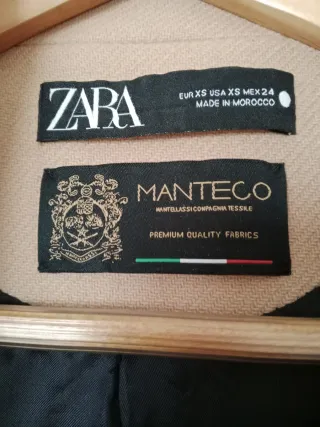 ZARA
EUR XS USA XS MEX 24
MADE IN MOROCCO
MANTECO
MANTELLASSI COMPAGNIA TESSILE
PREMIUM QUALITY FABRICS